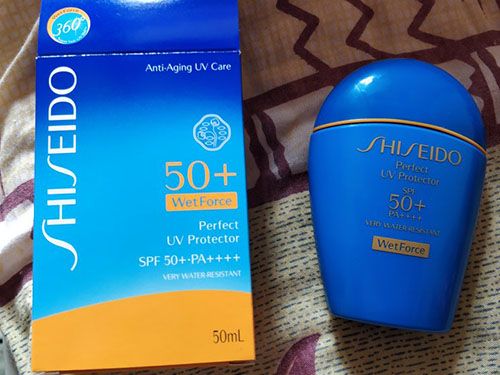 WetForce
360°
Anti-Aging UV Care
SHISEIDO
50+
WetForce
Perfect
UV Protector
SPF 50+·PA++++
VERY WATER-RESISTANT
50mL
SHISEIDO
Perfect
UV Protector
SPF
50+
PA++++
VERY WATER-RESISTANT
WetForce